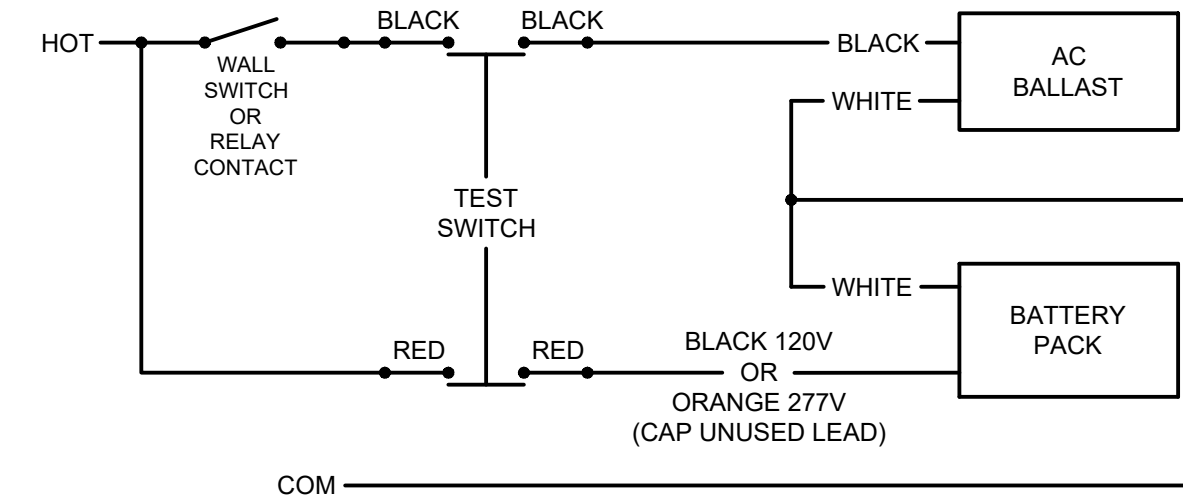 BLACK
BLACK
HOT
BLACK
AC
BALLAST
WALL
SWITCH
OR
RELAY
CONTACT
WHITE
TEST
SWITCH
WHITE
BATTERY
PACK
RED
RED
BLACK 120V
OR
ORANGE 277V
(CAP UNUSED LEAD)
COM